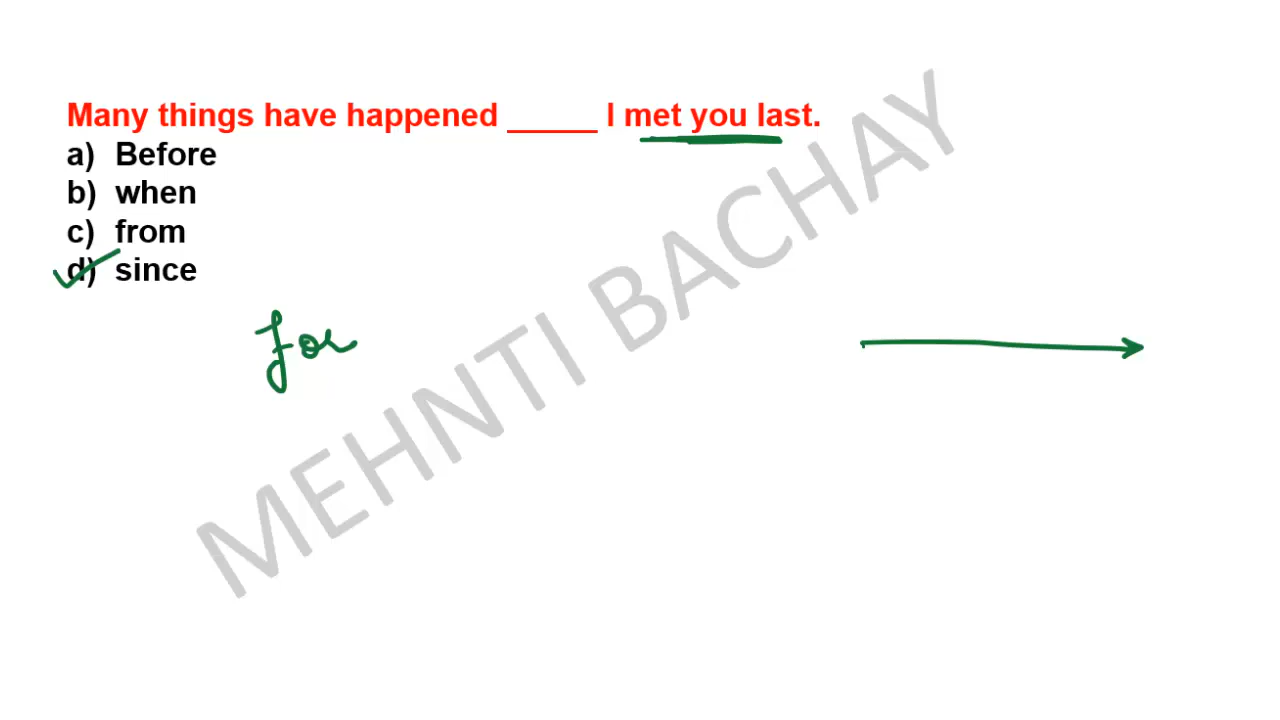 Many things have happened _____ I met you last.
a) Before
b) when
c) from
d) since
for
MEHNTI BACHAY